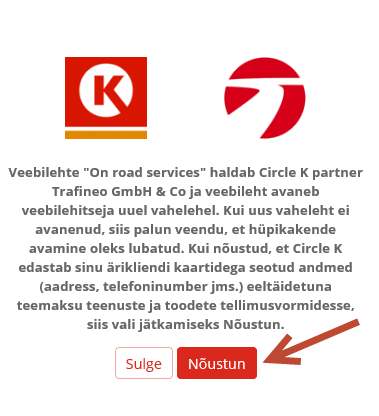 K
Veebilehte "On road services" haldab Circle K partner
Trafineo GmbH & Co ja veebileht avaneb
veebilehitseja uuel vahelehel. Kui uus vaheleht ei
avanenud, siis palun veendu, et hüpikakende
avamine oleks lubatud. Kui nõustud, et Circle K
edastab sinu ärikliendi kaartidega seotud andmed
(aadress, telefoninumber jms.) eeltäidetuna
teemaksu teenuste ja toodete tellimusvormidesse,
siis vali jätkamiseks Nõustun.
Sulge Nõustun